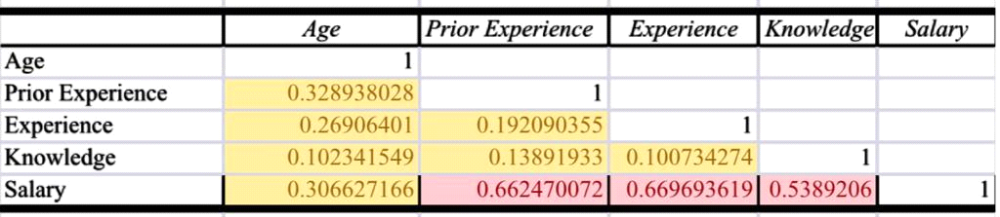 Age Prior Experience Experience Knowledge Salary
Age 1
Prior Experience 0.328938028 1
Experience 0.26906401 0.192090355 1
Knowledge 0.102341549 0.13891933 0.100734274 1
Salary 0.306627166 0.662470072 0.669693619 0.5389206 1